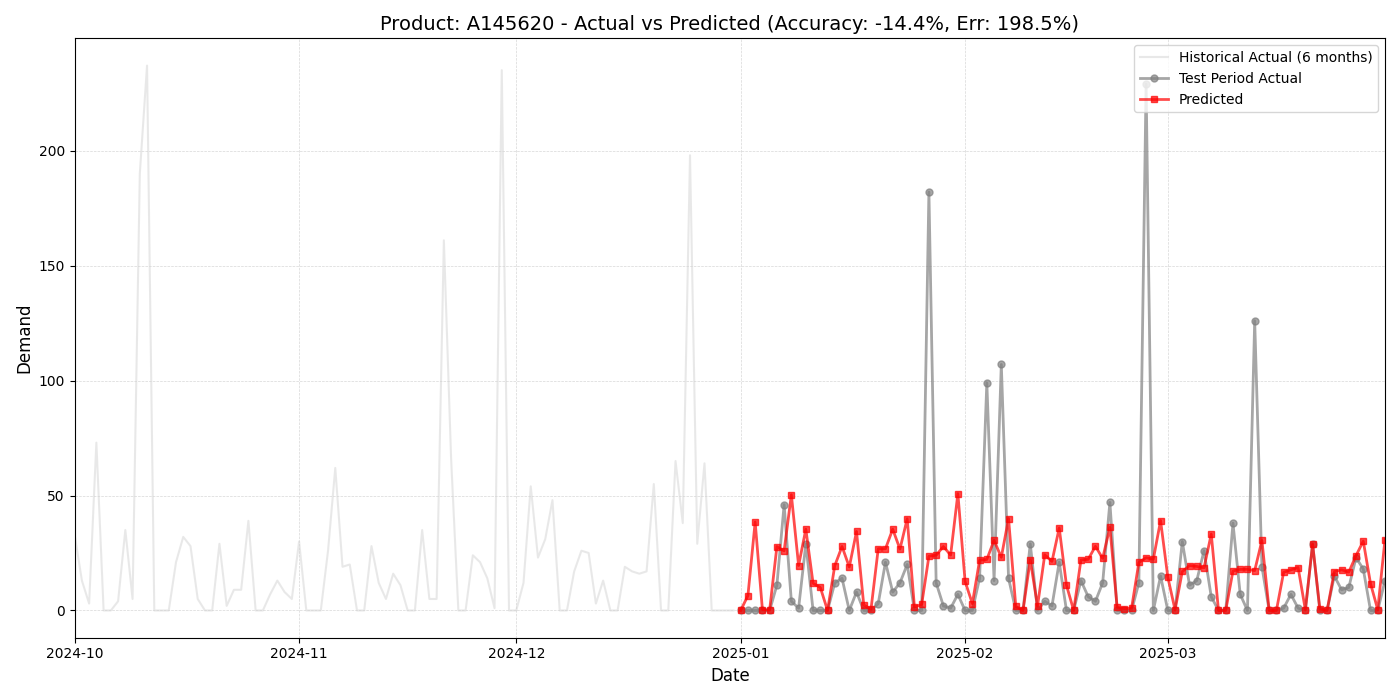 Product: A145620 - Actual vs Predicted (Accuracy: -14.4%, Err: 198.5%)
Historical Actual (6 months)
Test Period Actual
Predicted
Demand
200
150
100
50
0
2024-10
2024-11
2024-12
2025-01
2025-02
2025-03
Date